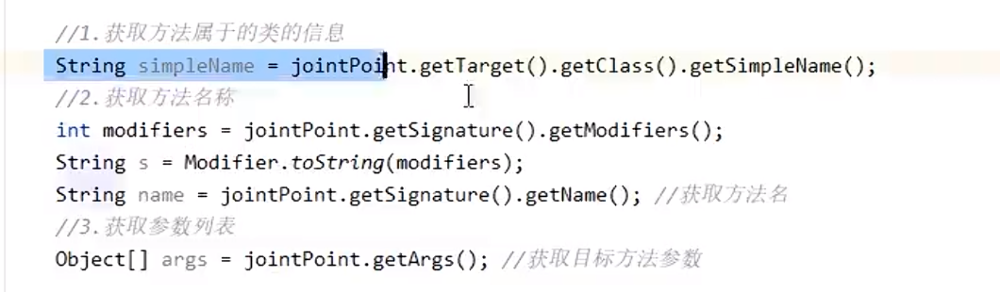 //1.获取方法属于的类的信息
String simpleName = jointPoint.getTarget().getClass().getSimpleName();
//2.获取方法名称
int modifiers = jointPoint.getSignature().getModifiers();
String s = Modifier.toString(modifiers);
String name = jointPoint.getSignature().getName(); //获取方法名
//3.获取参数列表
Object[] args = jointPoint.getArgs(); //获取目标方法参数